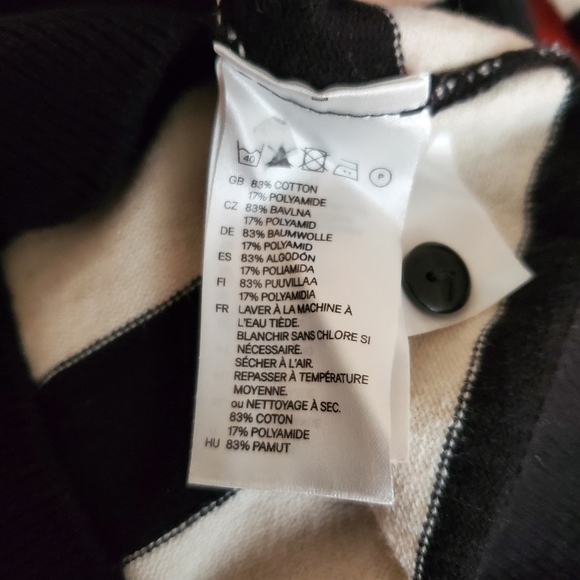 40 P
GB 83% COTTON
17% POLYAMIDE
CZ 83% BAVLNA
17% POLYAMID
DE 83% BAUMWOLLE
17% POLYAMID
ES 83% ALGODÓN
17% POLIAMIDA
FI 83% PUUVILLAA
17% POLYAMIDIA
FR LAVER À LA MACHINE À
L'EAU TIÈDE.
BLANCHIR SANS CHLORE SI
NÉCESSAIRE.
SÉCHER À L'AIR.
REPASSER À TEMPÉRATURE
MOYENNE.
ou NETTOYAGE À SEC.
83% COTON
17% POLYAMIDE
HU 83% PAMUT